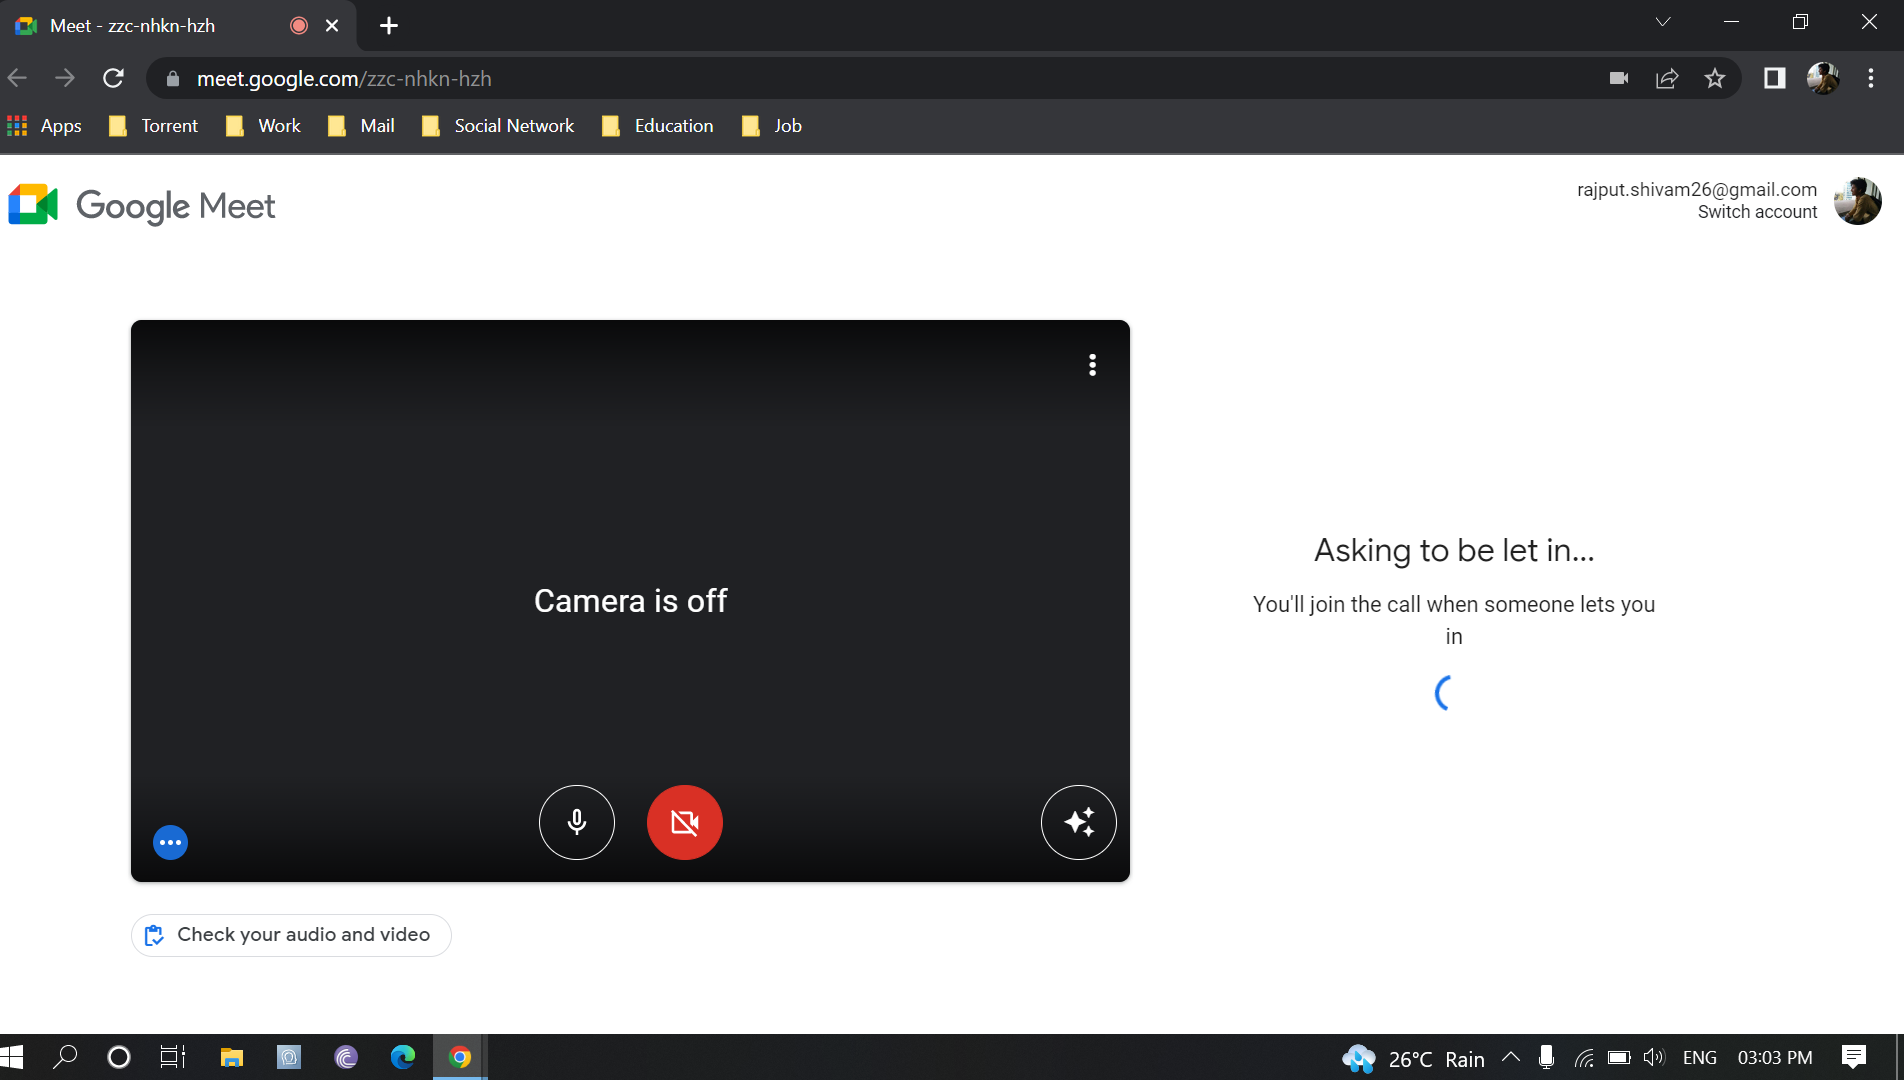 Meet - zzc-nhkn-hzh
meet.google.com/zzc-nhkn-hzh
Apps Torrent Work Mail Social Network Education Job
Google Meet
rajput.shivam26@gmail.com
Switch account
Camera is off
Asking to be let in...
You'll join the call when someone lets you
in
Check your audio and video
26°C Rain ENG 03:03 PM